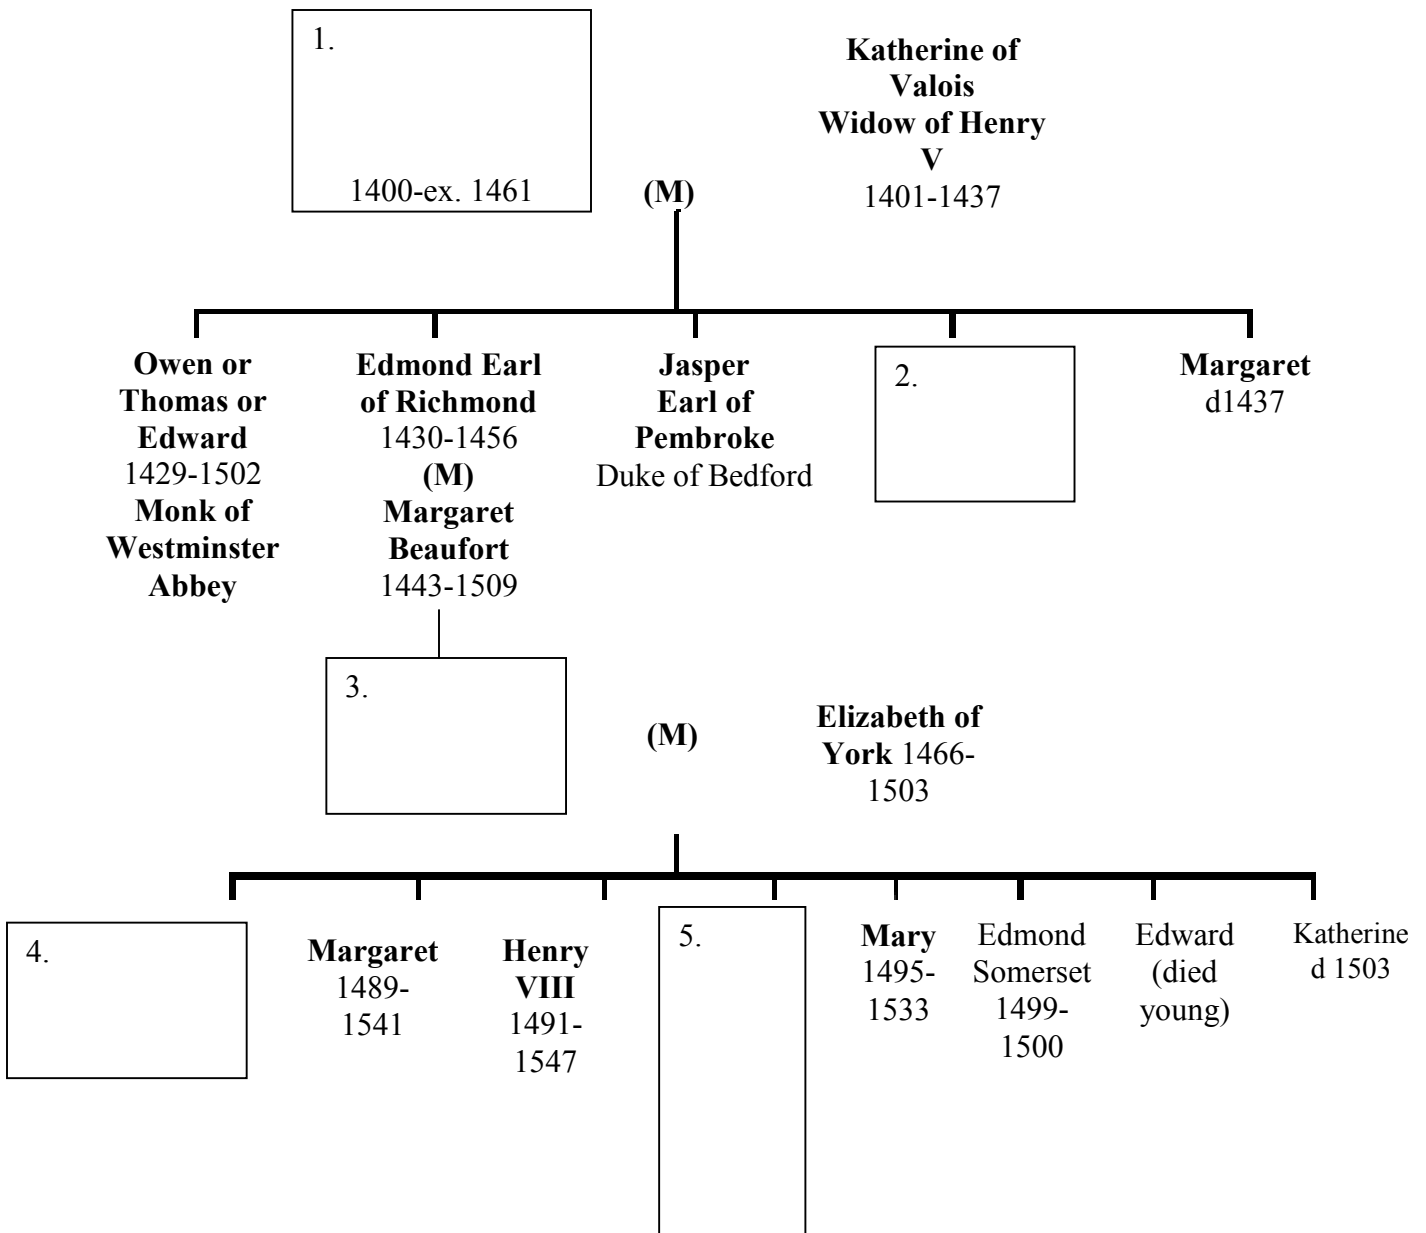 1.
1400-ex. 1461
(M)
Katherine of
Valois
Widow of Henry
V
1401-1437
Owen or
Thomas or
Edward
1429-1502
Monk of
Westminster
Abbey
Edmond Earl
of Richmond
1430-1456
(M)
Margaret
Beaufort
1443-1509
Jasper
Earl of
Pembroke
Duke of Bedford
2.
Margaret
d1437
3.
(M)
Elizabeth of
York 1466-
1503
4.
Margaret
1489-
1541
Henry
VIII
1491-
1547
5.
Mary
1495-
1533
Edmond
Somerset
1499-
1500
Edward
(died
young)
Katherine
d 1503